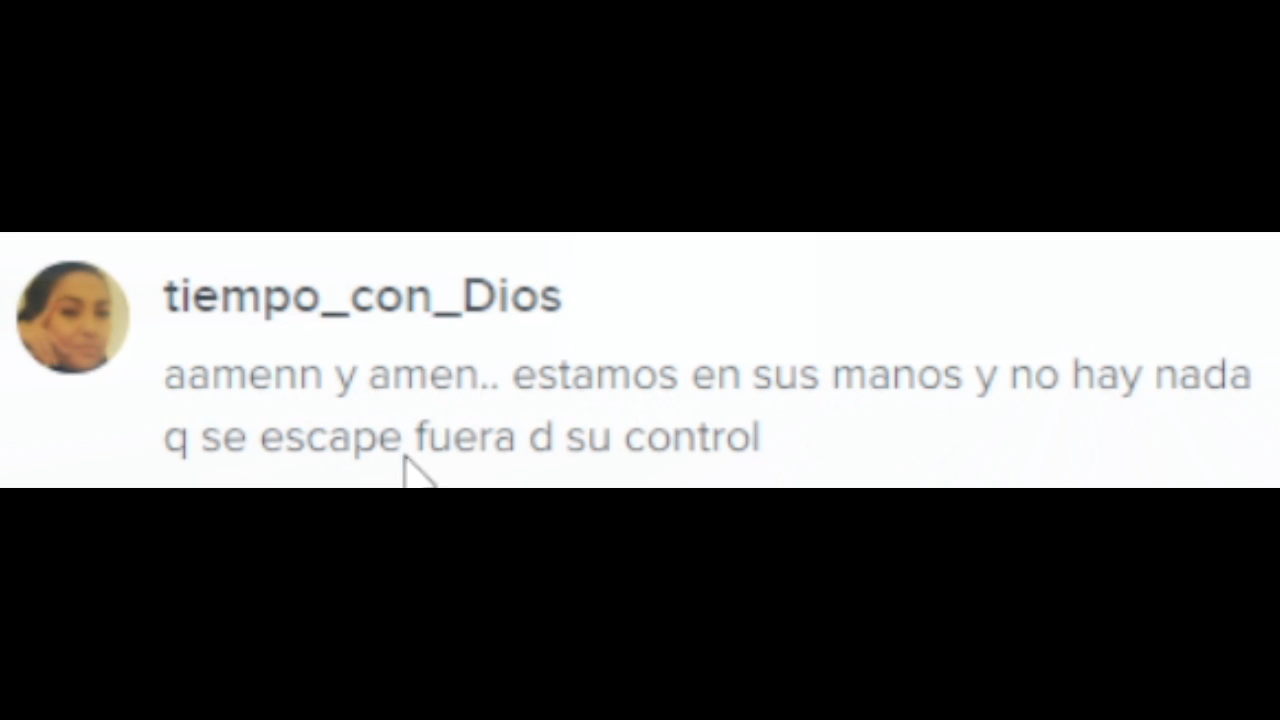 tiempo_con_Dios
aamenn y amen.. estamos en sus manos y no hay nada
q se escape fuera d su control